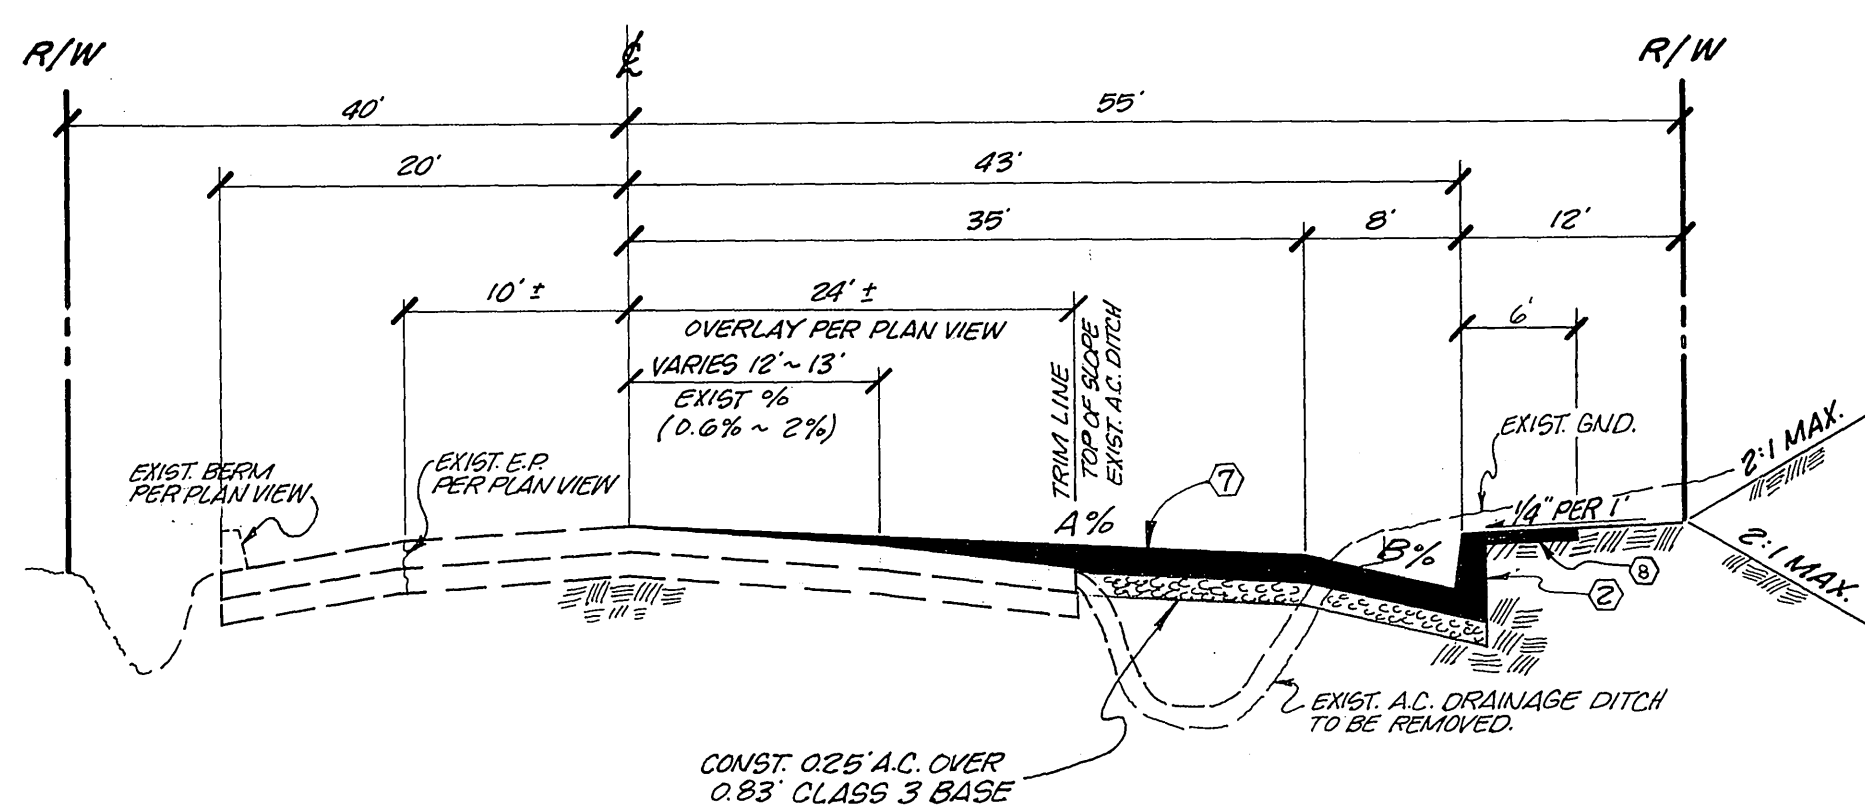 R/W
℄
R/W
40'
55'
20'
43'
35'
8'
12'
10' ±
24' ±
OVERLAY PER PLAN VIEW
6'
VARIES 12' ~ 13'
EXIST %
(0.6% ~ 2%)
TRIM LINE
TOP OF SLOPE
EXIST. A.C. DITCH
EXIST. BERM
PER PLAN VIEW
EXIST. E.P.
PER PLAN VIEW
7
EXIST. GND.
2:1 MAX.
A%
1/4" PER 1'
B%
8
2
2:1 MAX.
EXIST. A.C. DRAINAGE DITCH
TO BE REMOVED.
CONST. 0.25' A.C. OVER
0.83' CLASS 3 BASE